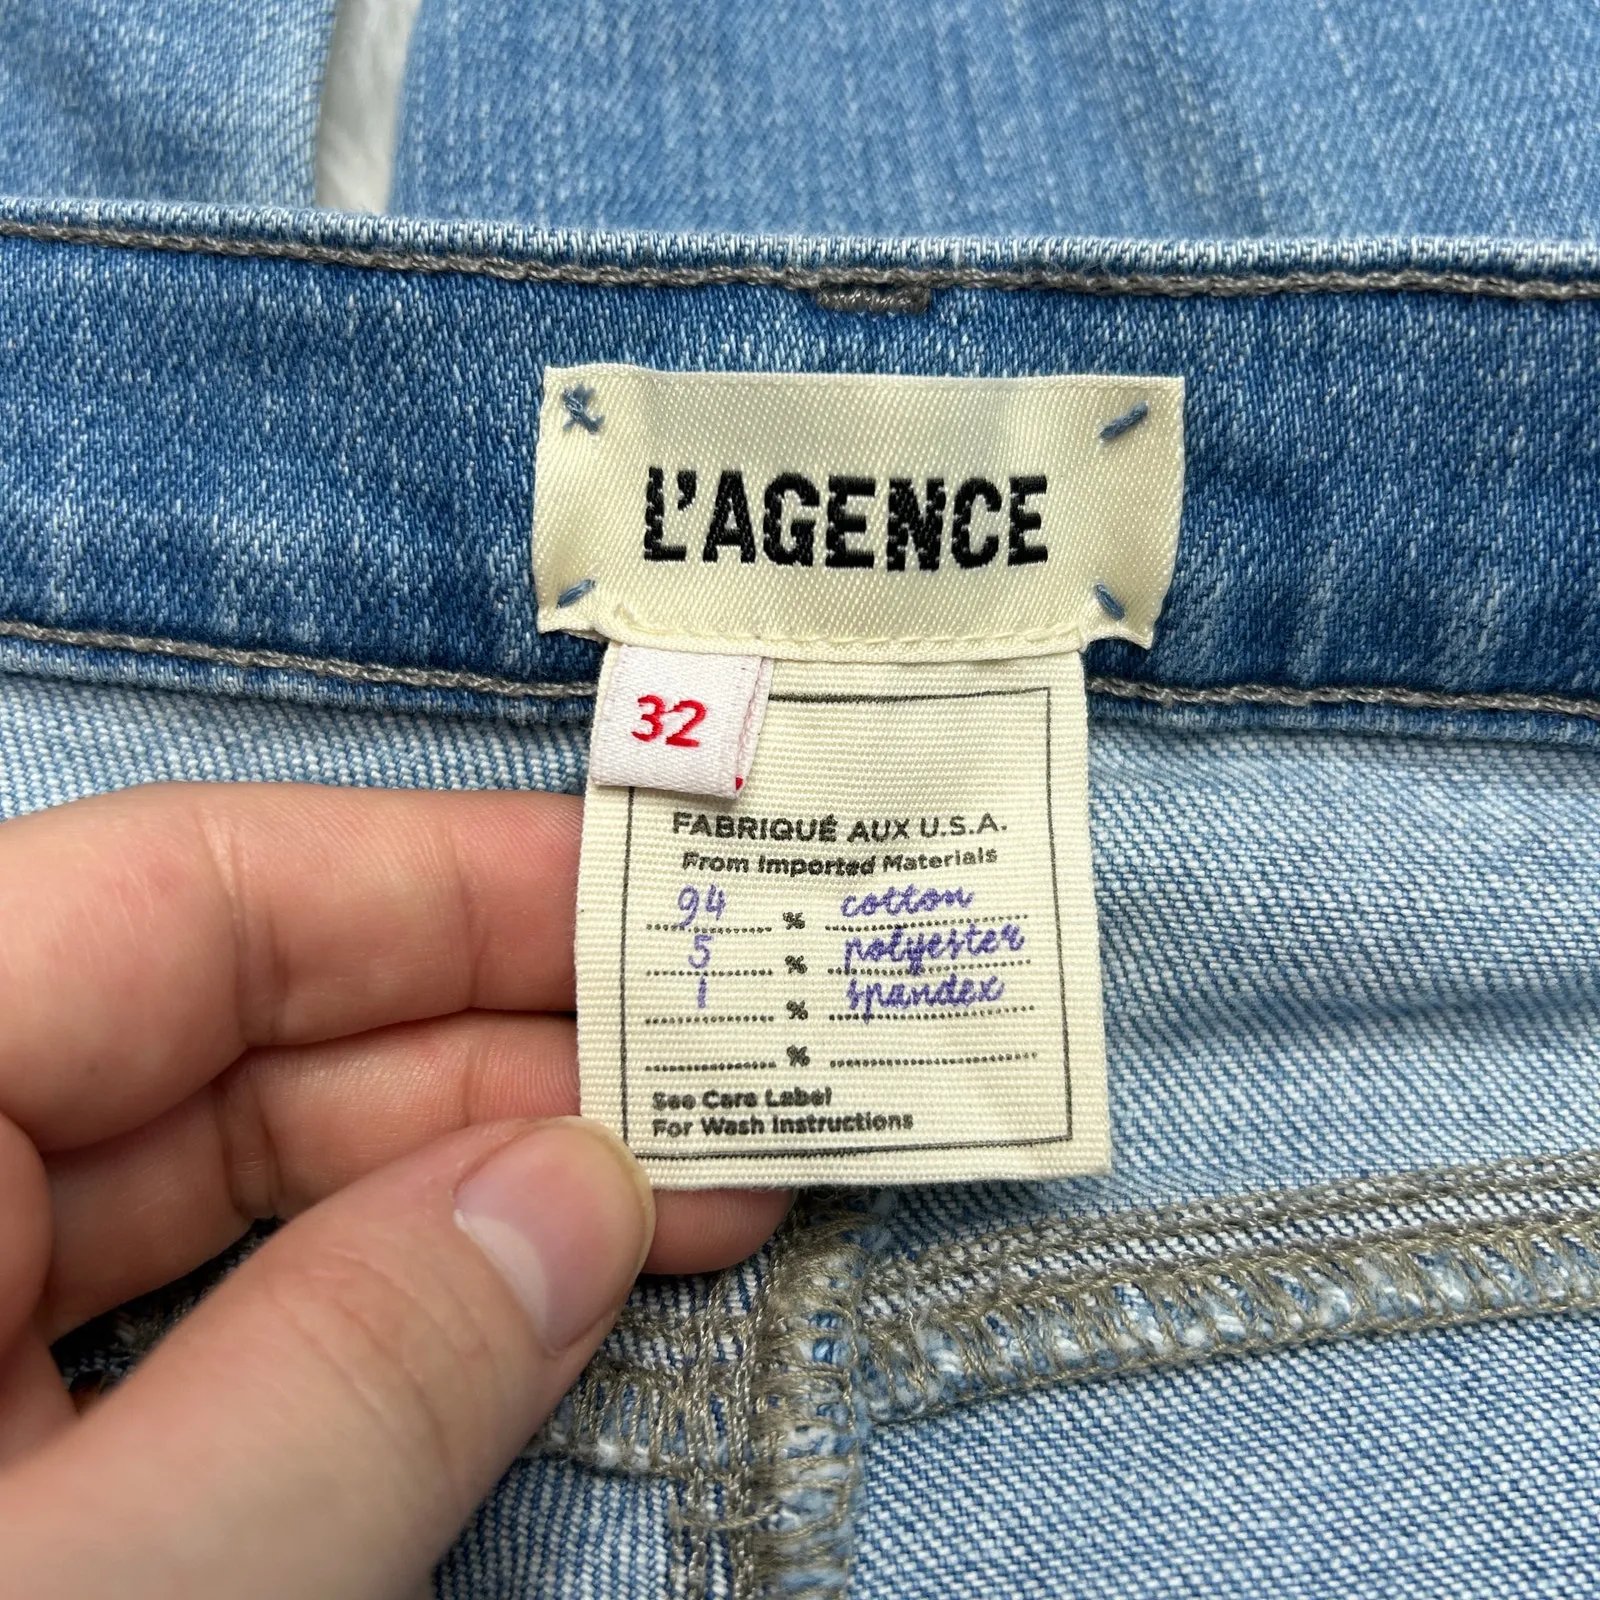 L'AGENCE
32
FABRIQUÉ AUX U.S.A.
From Imported Materials
94 % cotton
5 % polyester
1 % spandex
%
See Care Label
For Wash Instructions